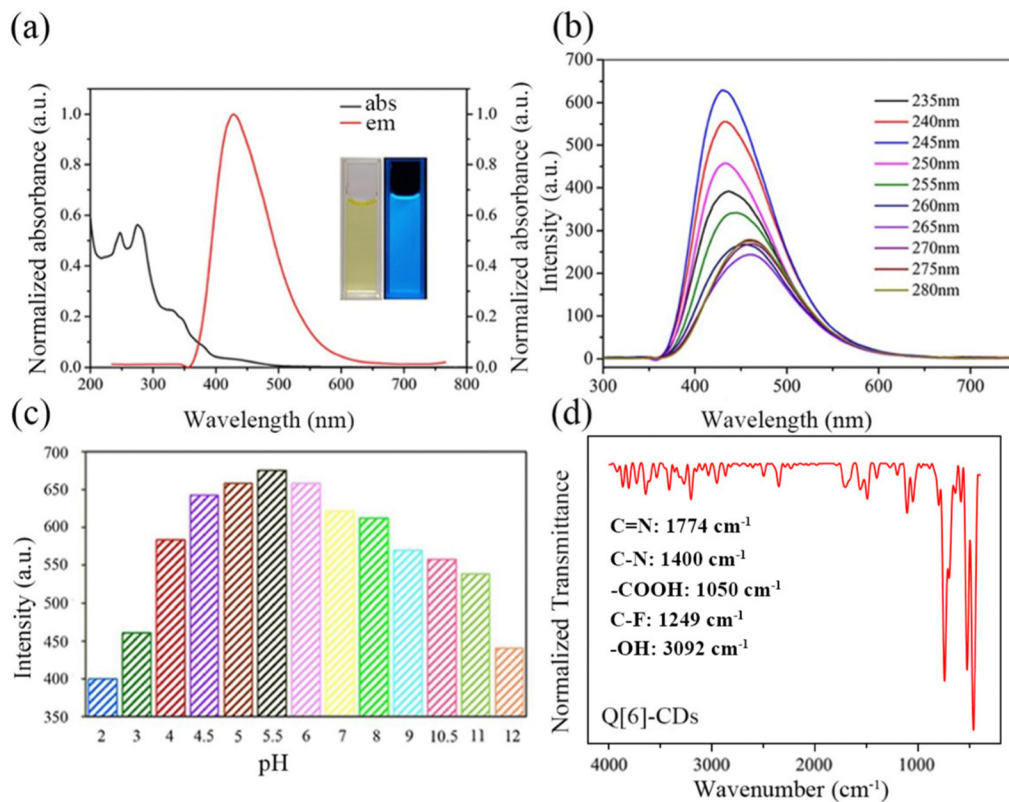 (a)
Normalized absorbance (a.u.)
1.0
0.8
0.6
0.4
0.2
0.0
abs
em
1.0
0.8
0.6
0.4
0.2
0.0
Normalized absorbance (a.u.)
200 300 400 500 600 700 800
Wavelength (nm)
(b)
Intensity (a.u.)
700
600
500
400
300
200
100
0
235nm
240nm
245nm
250nm
255nm
260nm
265nm
270nm
275nm
280nm
300 400 500 600 700
Wavelength (nm)
(c)
Intensity (a.u.)
700
650
600
550
500
450
400
350
2 3 4 4.5 5 5.5 6 7 8 9 10.5 11 12
pH
(d)
Normalized Transmittance
C=N: 1774 cm⁻¹
C-N: 1400 cm⁻¹
-COOH: 1050 cm⁻¹
C-F: 1249 cm⁻¹
-OH: 3092 cm⁻¹
Q[6]-CDs
4000 3000 2000 1000
Wavenumber (cm⁻¹)